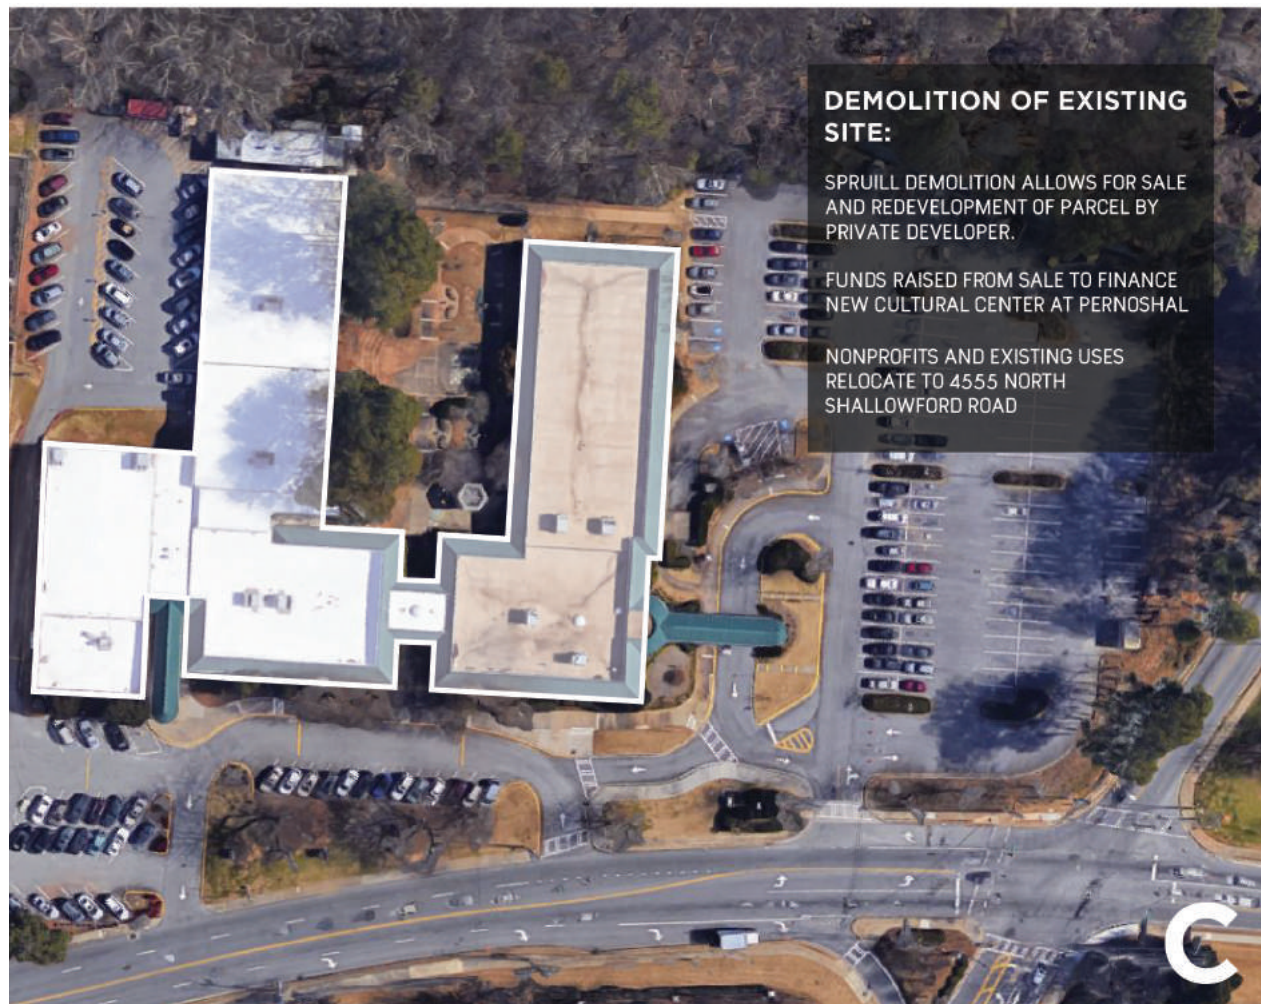 DEMOLITION OF EXISTING
SITE:
SPRUILL DEMOLITION ALLOWS FOR SALE
AND REDEVELOPMENT OF PARCEL BY
PRIVATE DEVELOPER.
FUNDS RAISED FROM SALE TO FINANCE
NEW CULTURAL CENTER AT PERNOSHAL
NONPROFITS AND EXISTING USES
RELOCATE TO 4555 NORTH
SHALLOWFORD ROAD
C